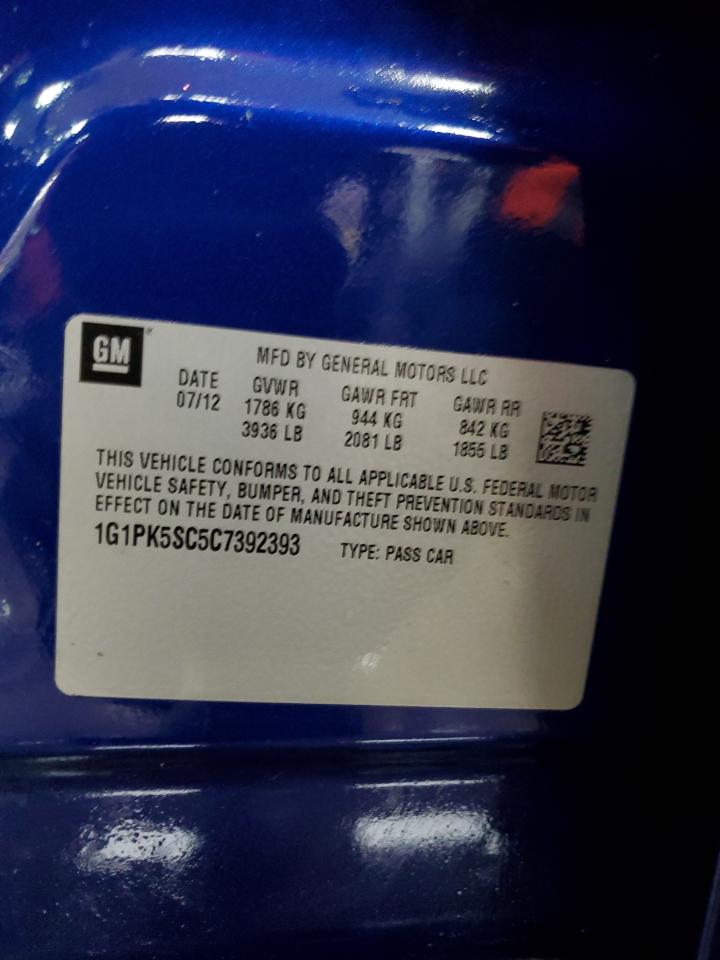 GM
MFD BY GENERAL MOTORS LLC
DATE GVWR GAWR FRT GAWR RR
07/12 1786 KG 944 KG 842 KG
3936 LB 2081 LB 1855 LB
THIS VEHICLE CONFORMS TO ALL APPLICABLE U.S. FEDERAL MOTOR
VEHICLE SAFETY, BUMPER, AND THEFT PREVENTION STANDARDS IN
EFFECT ON THE DATE OF MANUFACTURE SHOWN ABOVE.
1G1PK5SC5C7392393 TYPE: PASS CAR